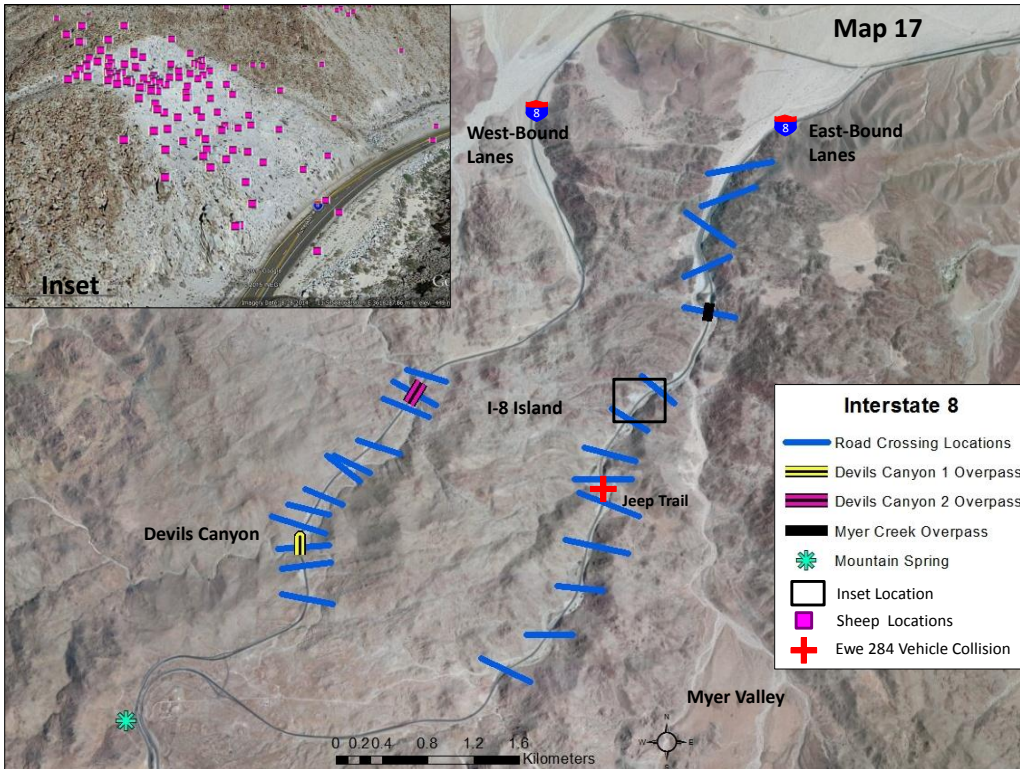 Map 17
8
West-Bound
Lanes
8
East-Bound
Lanes
Inset
I-8 Island
Jeep Trail
Devils Canyon
Myer Valley
Interstate 8
Road Crossing Locations
Devils Canyon 1 Overpass
Devils Canyon 2 Overpass
Myer Creek Overpass
Mountain Spring
Inset Location
Sheep Locations
Ewe 284 Vehicle Collision
N
W
E
S
0 0.20.4 0.8 1.2 1.6
Kilometers